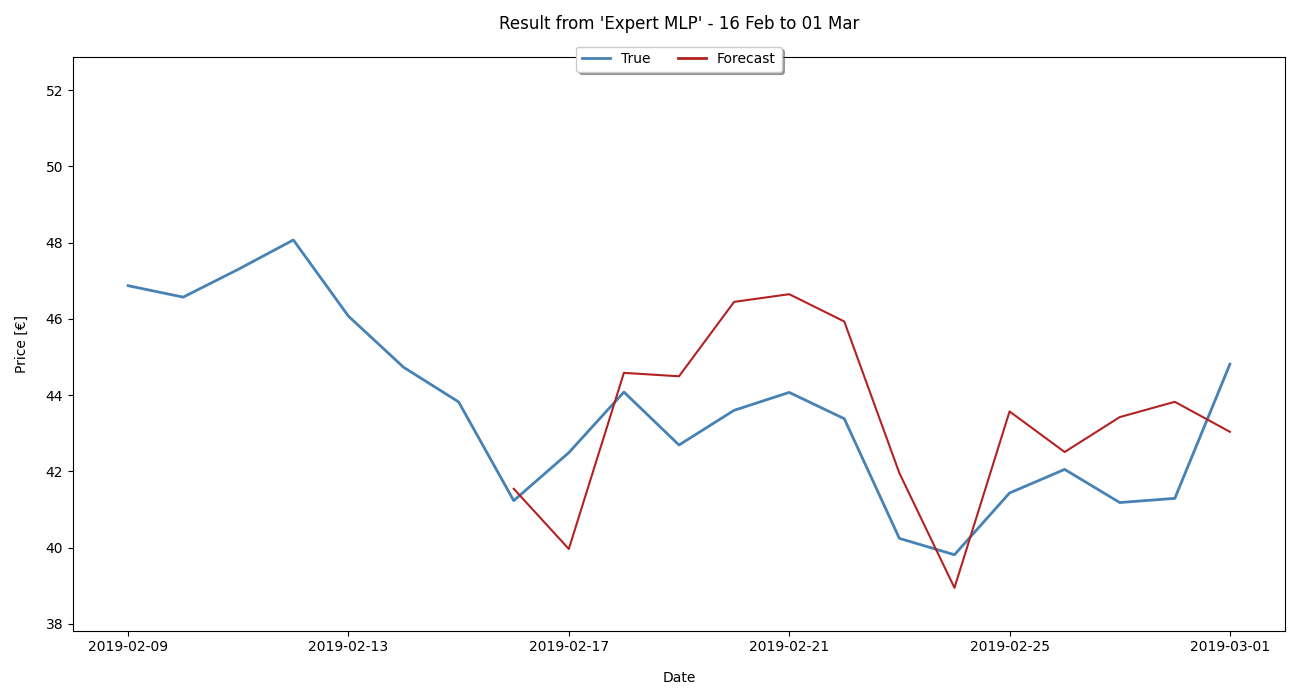 Result from 'Expert MLP' - 16 Feb to 01 Mar
True Forecast
52
50
48
46
44
42
40
38
Price [€]
2019-02-09 2019-02-13 2019-02-17 2019-02-21 2019-02-25 2019-03-01
Date